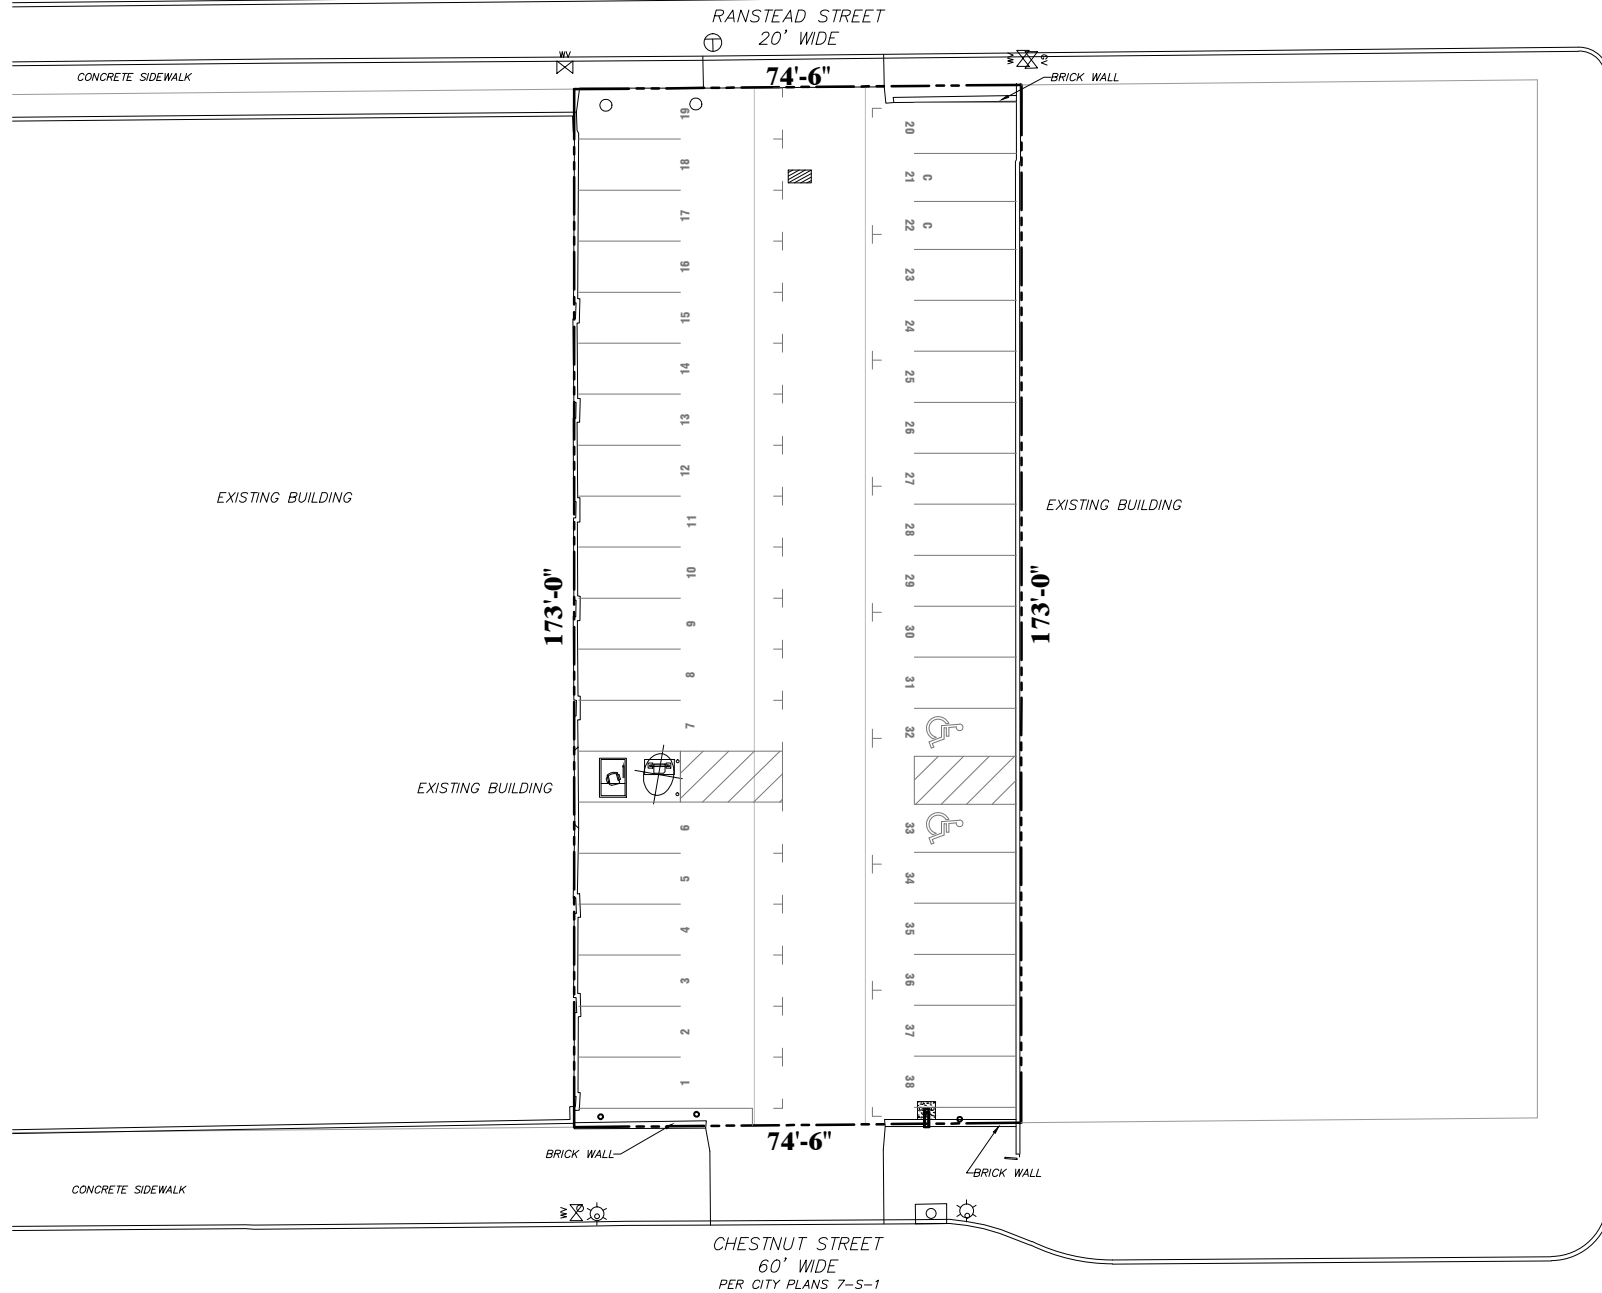 RANSTEAD STREET
20' WIDE
WV
WV
GV
CONCRETE SIDEWALK
74'-6"
BRICK WALL
19
18
17
16
15
14
13
12
11
10
9
8
7
6
5
4
3
2
1
20
21 C
22 C
23
24
25
26
27
28
29
30
31
32
33
34
35
36
37
38
EXISTING BUILDING
EXISTING BUILDING
173'-0"
173'-0"
EXISTING BUILDING
74'-6"
BRICK WALL
BRICK WALL
CONCRETE SIDEWALK
WV
CHESTNUT STREET
60' WIDE
PER CITY PLANS 7-S-1